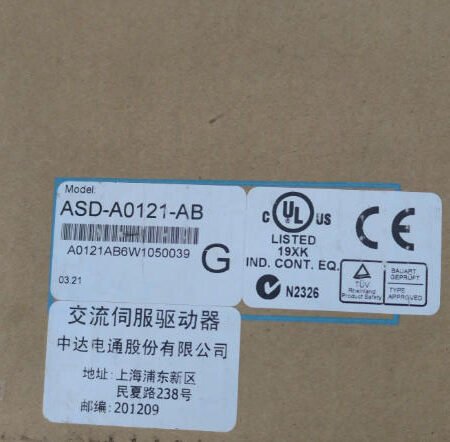 Model:
ASD-A0121-AB
A0121AB6W1050039
G
03.21
C UL US
LISTED
19XK
IND. CONT. EQ.
N2326
CE
TÜV
Rheinland
Product Safety
BAUART
GEPRÜFT
TYPE
APPROVED
交流伺服驱动器
中达电通股份有限公司
地址: 上海浦东新区
民夏路238号
邮编: 201209